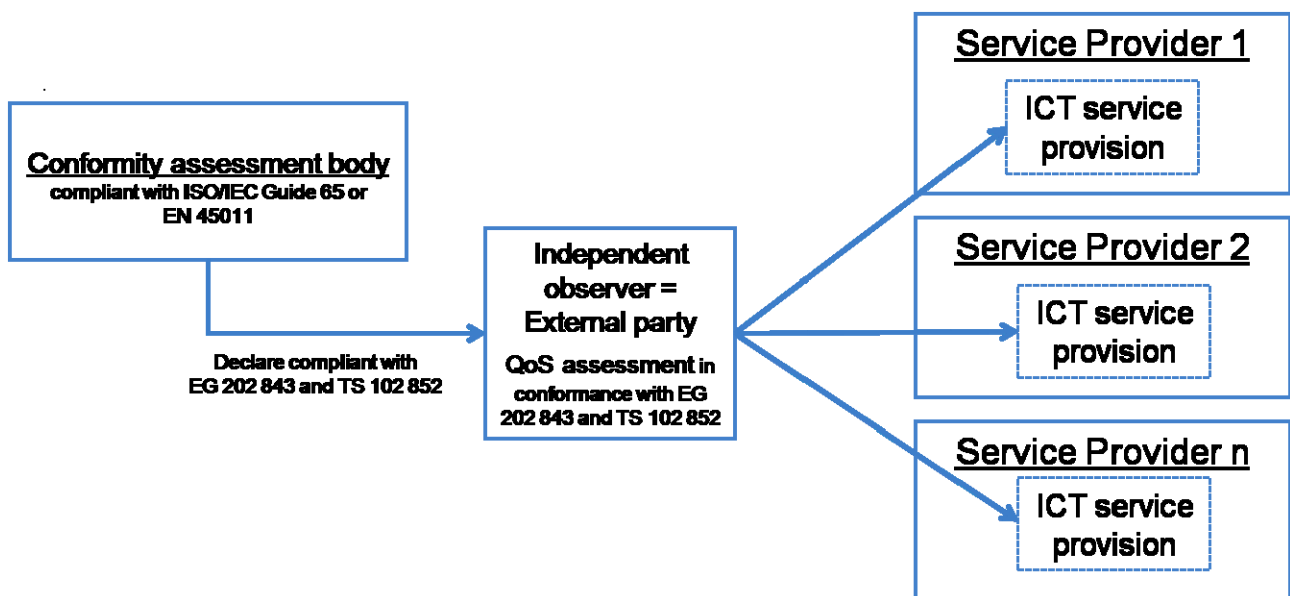 Conformity assessment body
compliant with ISO/IEC Guide 65 or
EN 45011
Declare compliant with
EG 202 843 and TS 102 852
Independent
observer =
External party
QoS assessment in
conformance with EG
202 843 and TS 102 852
Service Provider 1
ICT service
provision
Service Provider 2
ICT service
provision
Service Provider n
ICT service
provision